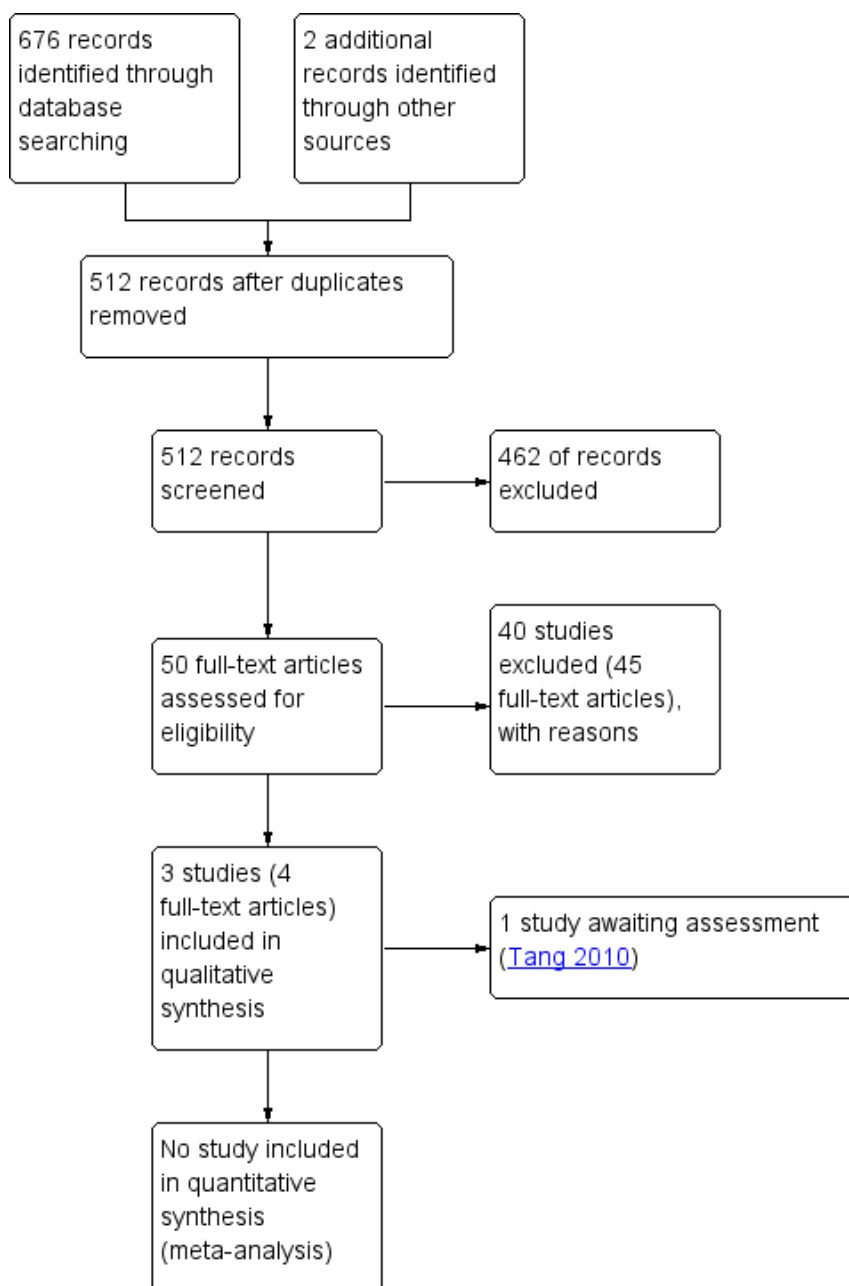 676 records
identified through
database
searching
2 additional
records identified
through other
sources
512 records after duplicates
removed
512 records
screened
462 of records
excluded
50 full-text articles
assessed for
eligibility
40 studies
excluded (45
full-text articles),
with reasons
3 studies (4
full-text articles)
included in
qualitative
synthesis
1 study awaiting assessment
(Tang 2010)
No study included
in quantitative
synthesis
(meta-analysis)